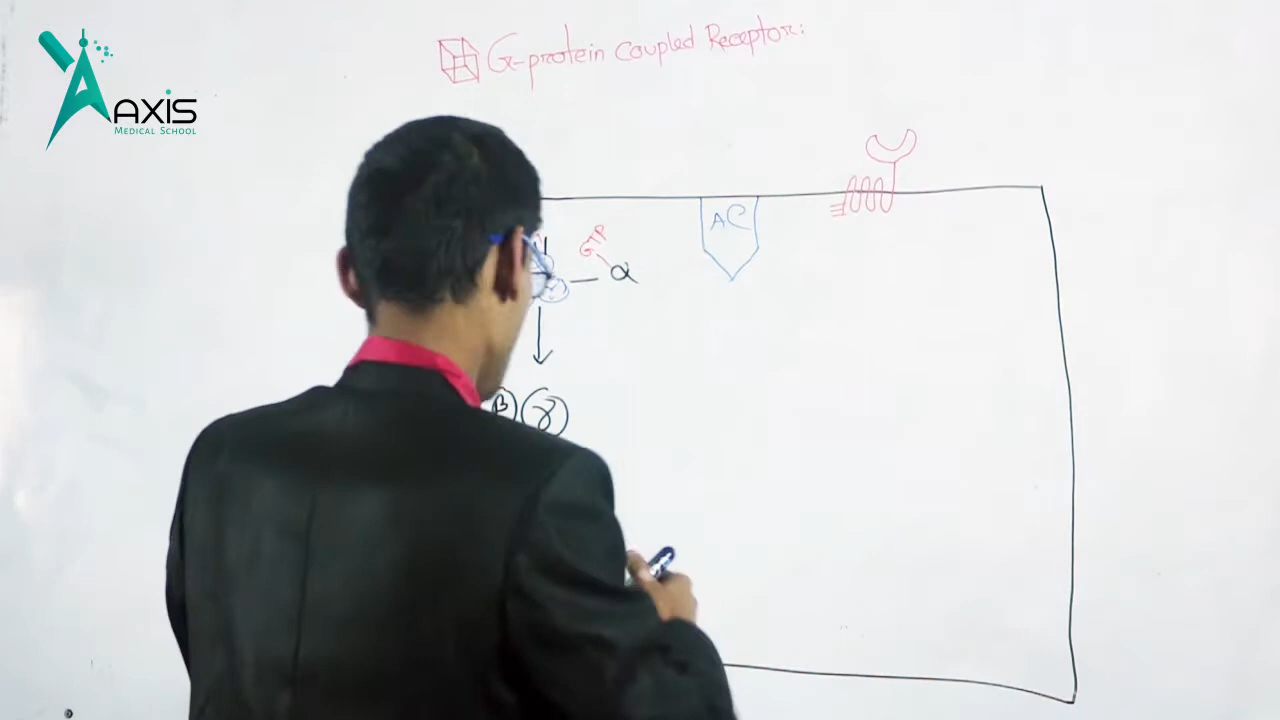 AXIS
MEDICAL SCHOOL
G-protein Coupled Receptor:
AC
GTP
α
B γ